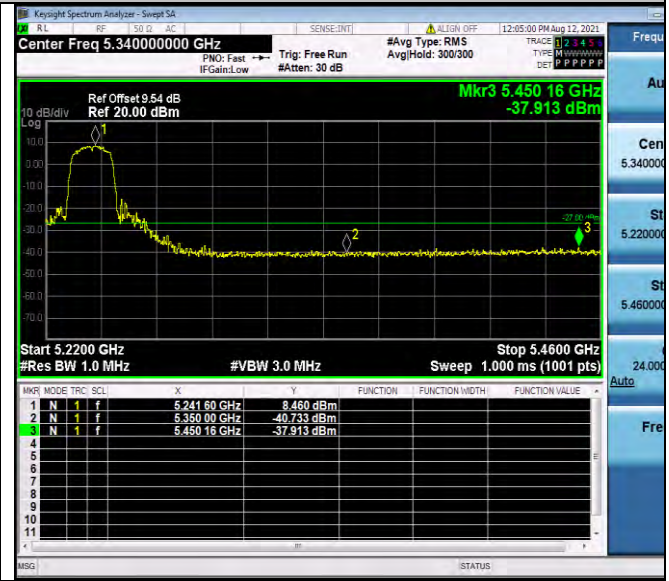 Keysight Spectrum Analyzer - Swept SA
RL RF 50 Ω AC SENSE:INT ALIGN OFF 12:05:00 PM Aug 12, 2021
Center Freq 5.340000000 GHz
PNO: Fast
IFGain:Low
Trig: Free Run
#Atten: 30 dB
#Avg Type: RMS
Avg|Hold: 300/300
TRACE 1 2 3 4 5 6
TYPE M
DET P P P P P P
Mkr3 5.450 16 GHz
-37.913 dBm
Ref Offset 9.54 dB
10 dB/div Ref 20.00 dBm
Log
10.0
0.00
-10.0
-20.0
-30.0
-40.0
-50.0
-60.0
-70.0
1
2
3
-27.00 dBm
Start 5.2200 GHz Stop 5.4600 GHz
#Res BW 1.0 MHz #VBW 3.0 MHz Sweep 1.000 ms (1001 pts)
MKR MODE TRC SCL X Y FUNCTION FUNCTION WIDTH FUNCTION VALUE
1 N 1 f 5.241 60 GHz 8.460 dBm
2 N 1 f 5.350 00 GHz -40.733 dBm
3 N 1 f 5.450 16 GHz -37.913 dBm
4
5
6
7
8
9
10
11
MSG STATUS
Frequ
Au
Cen
5.340000
St
5.220000
St
5.460000
24.000
Auto
Fre